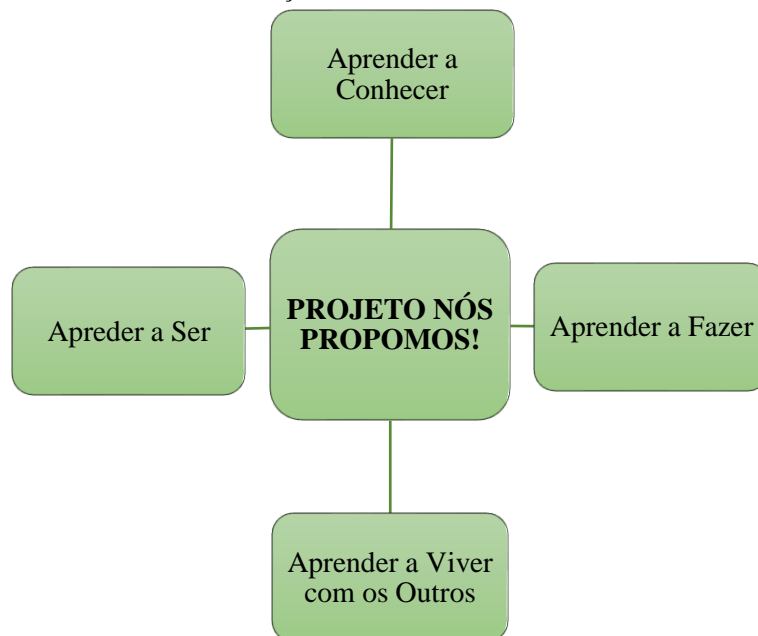 Aprender a
Conhecer
Apreder a Ser
PROJETO NÓS
PROPOMOS!
Aprender a Fazer
Aprender a Viver
com os Outros